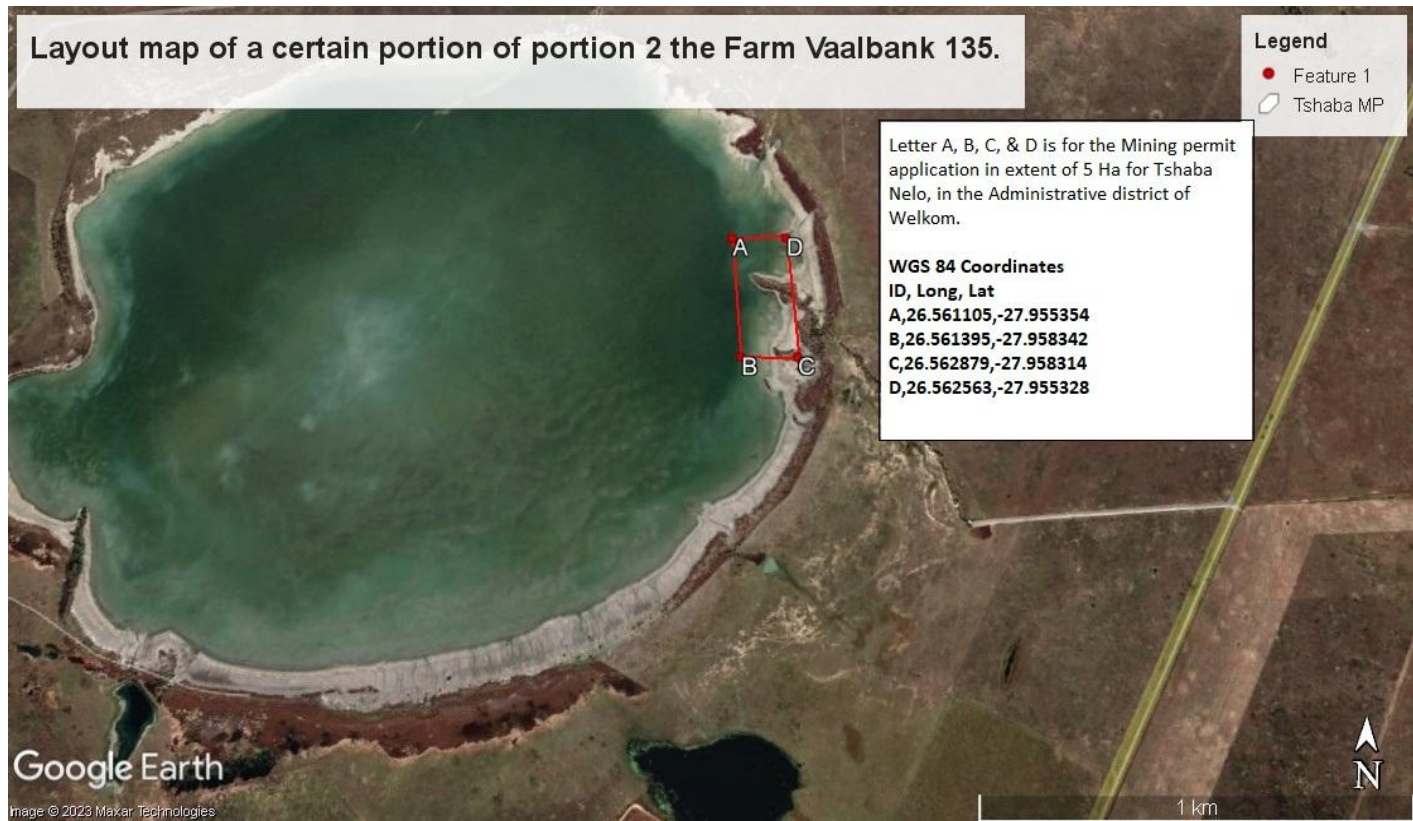 Layout map of a certain portion of portion 2 the Farm Vaalbank 135.
Legend
Feature 1
Tshaba MP
Letter A, B, C, & D is for the Mining permit
application in extent of 5 Ha for Tshaba
Nelo, in the Administrative district of
Welkom.
WGS 84 Coordinates
ID, Long, Lat
A,26.561105,-27.955354
B,26.561395,-27.958342
C,26.562879,-27.958314
D,26.562563,-27.955328
A
D
B
C
Google Earth
Image © 2023 Maxar Technologies
N
1 km